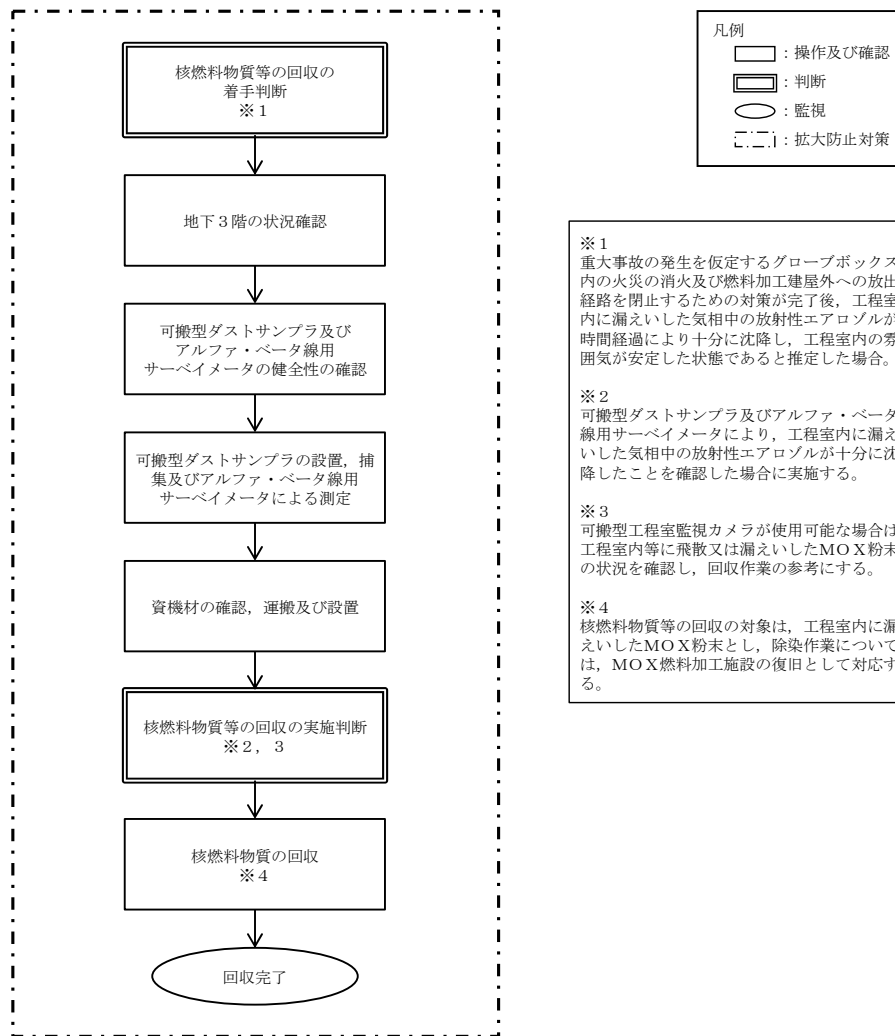 核燃料物質等の回収の
着手判断
※１
地下３階の状況確認
可搬型ダストサンプラ及び
アルファ・ベータ線用
サーベイメータの健全性の確認
可搬型ダストサンプラの設置，捕
集及びアルファ・ベータ線用
サーベイメータによる測定
資機材の確認，運搬及び設置
核燃料物質等の回収の実施判断
※２，３
核燃料物質の回収
※４
回収完了
凡例
：操作及び確認
：判断
：監視
：拡大防止対策
※１
重大事故の発生を仮定するグローブボックス
内の火災の消火及び燃料加工建屋外への放出
経路を閉止するための対策が完了後，工程室
内に漏えいした気相中の放射性エアロゾルが
時間経過により十分に沈降し，工程室内の雰
囲気が安定した状態であると推定した場合。
※２
可搬型ダストサンプラ及びアルファ・ベータ
線用サーベイメータにより，工程室内に漏え
いした気相中の放射性エアロゾルが十分に沈
降したことを確認した場合に実施する。
※３
可搬型工程室監視カメラが使用可能な場合は
工程室内等に飛散又は漏えいしたＭＯＸ粉末
の状況を確認し，回収作業の参考にする。
※４
核燃料物質等の回収の対象は，工程室内に漏
えいしたＭＯＸ粉末とし，除染作業について
は，ＭＯＸ燃料加工施設の復旧として対応す
る。